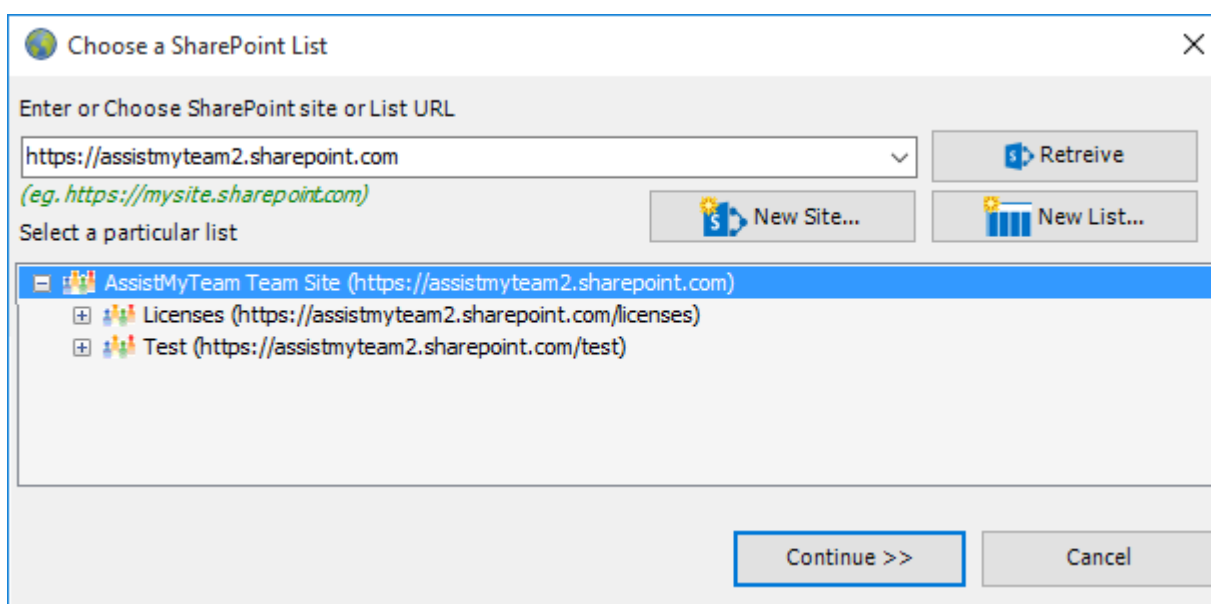 Choose a SharePoint List
Enter or Choose SharePoint site or List URL
https://assistmyteam2.sharepoint.com
Retreive
(eg. https://mysite.sharepoint.com)
New Site...
New List...
Select a particular list
AssistMyTeam Team Site (https://assistmyteam2.sharepoint.com)
Licenses (https://assistmyteam2.sharepoint.com/licenses)
Test (https://assistmyteam2.sharepoint.com/test)
Continue >>
Cancel